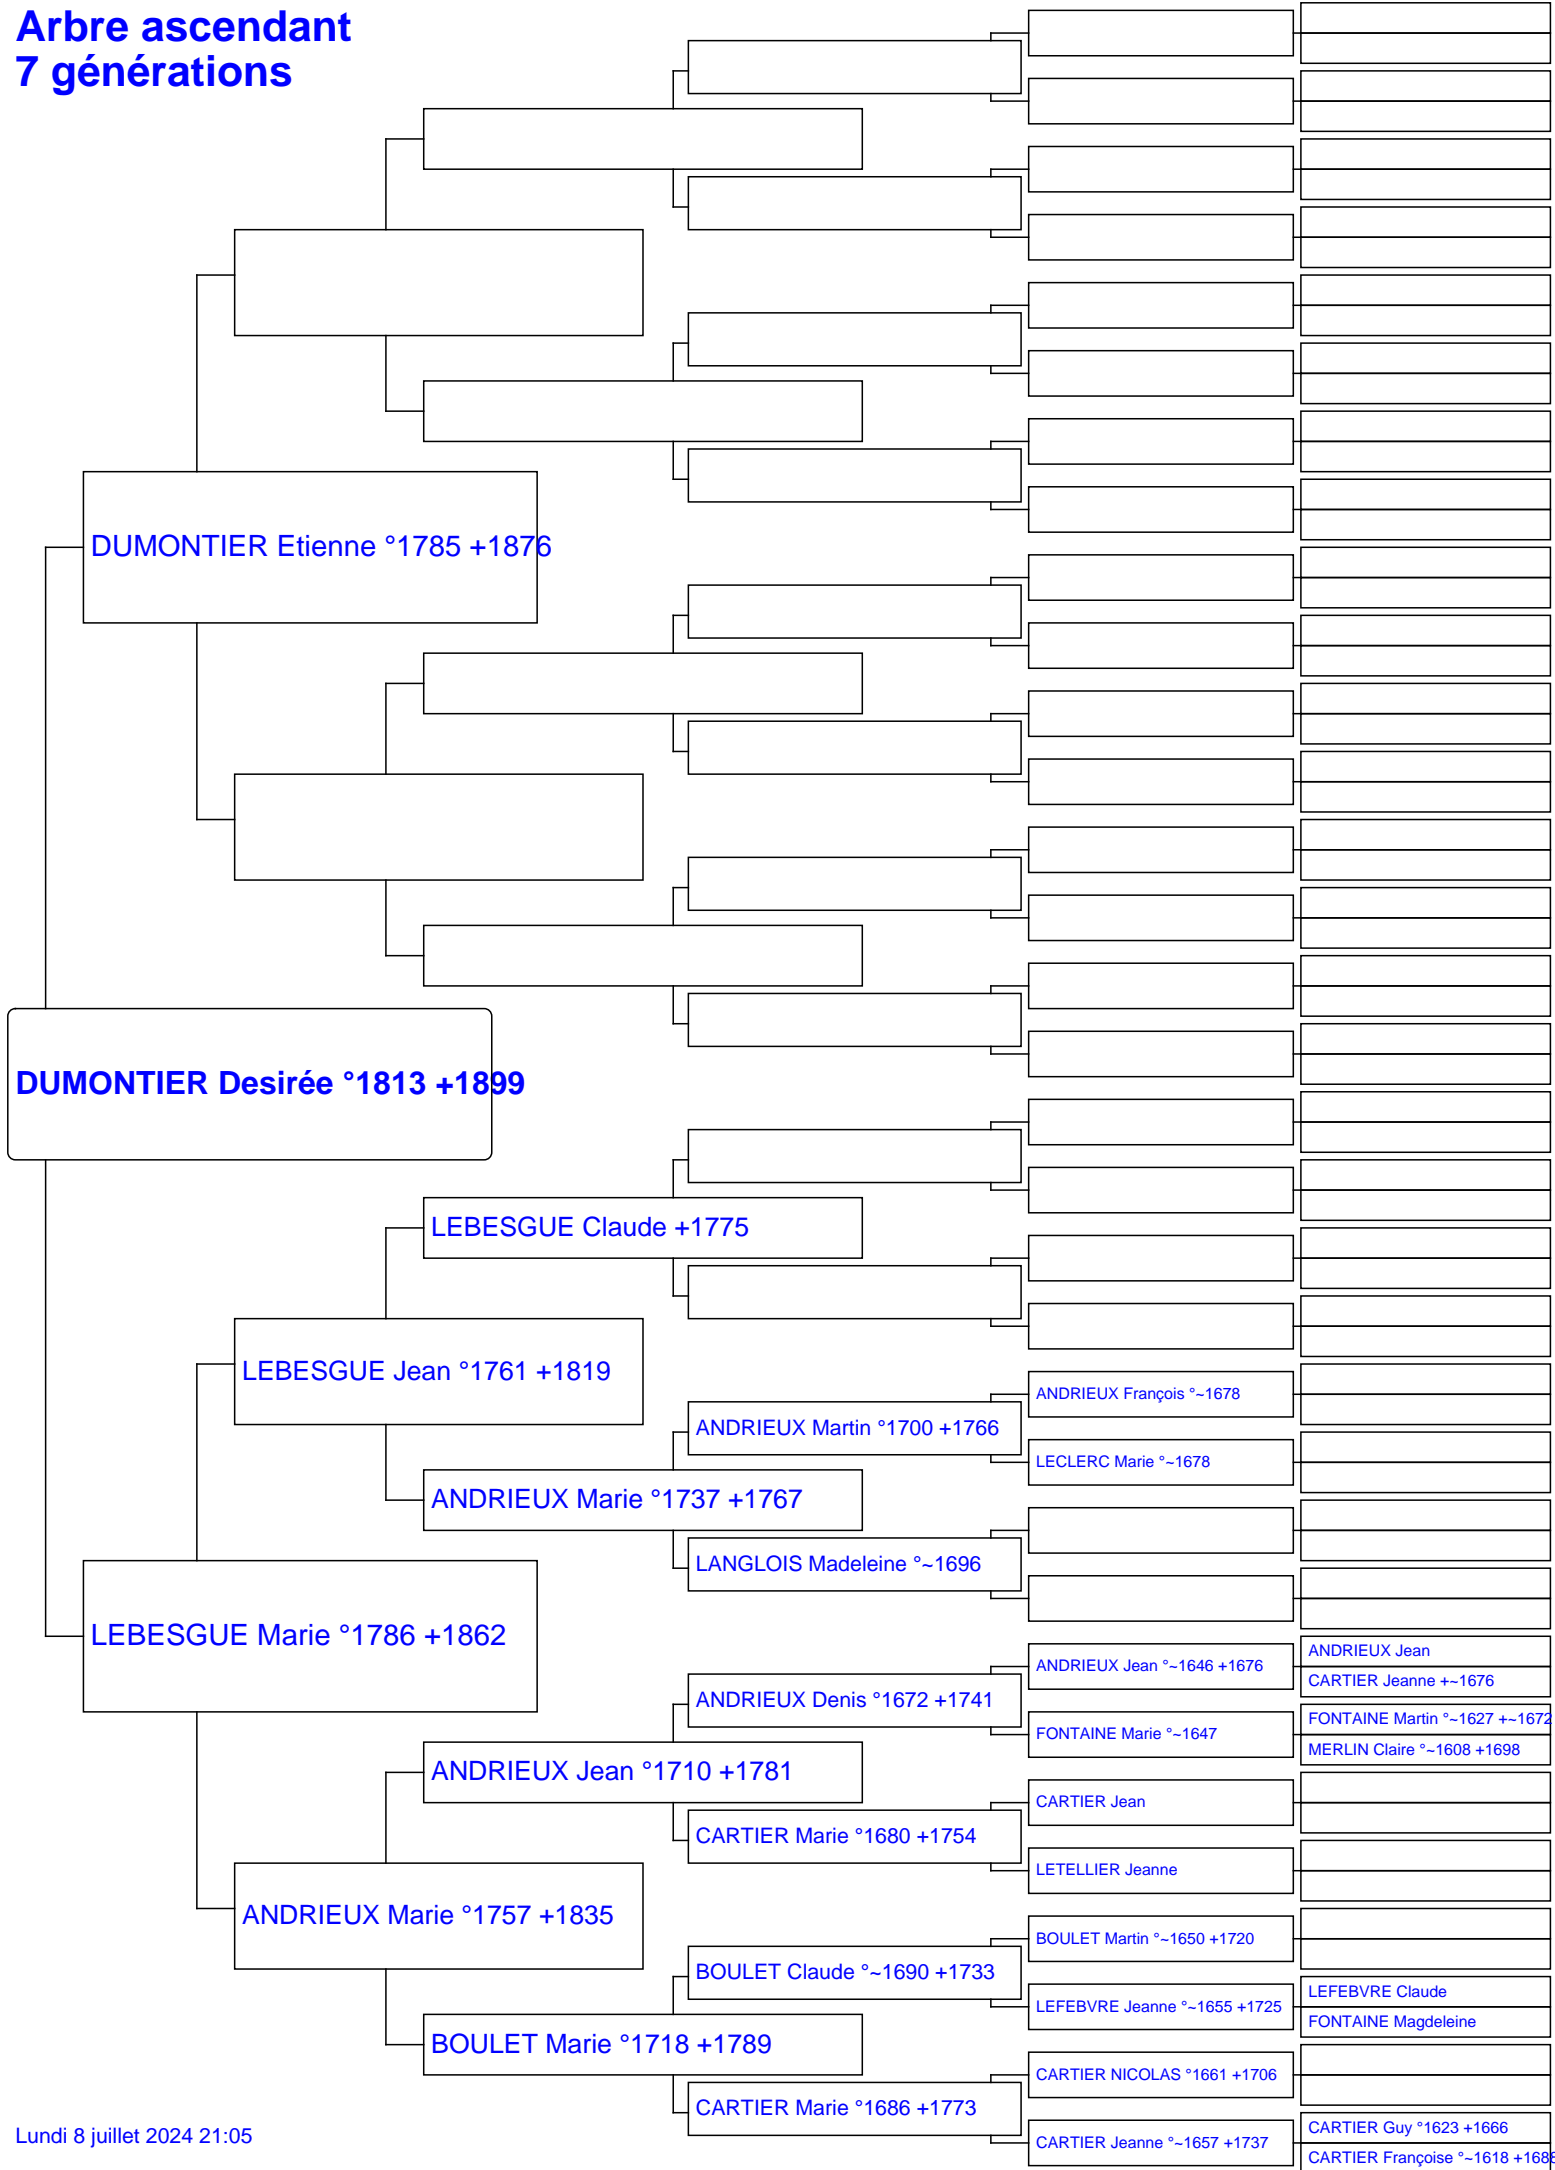 Arbre ascendant
7 générations
DUMONTIER Etienne °1785 +1876
DUMONTIER Desirée °1813 +1899
LEBESGUE Claude +1775
LEBESGUE Jean °1761 +1819
ANDRIEUX François °~1678
ANDRIEUX Martin °1700 +1766
LECLERC Marie °~1678
ANDRIEUX Marie °1737 +1767
LANGLOIS Madeleine °~1696
LEBESGUE Marie °1786 +1862
ANDRIEUX Jean
ANDRIEUX Jean °~1646 +1676
CARTIER Jeanne +~1676
ANDRIEUX Denis °1672 +1741
FONTAINE Martin °~1627 +~1672
FONTAINE Marie °~1647
MERLIN Claire °~1608 +1698
ANDRIEUX Jean °1710 +1781
CARTIER Jean
CARTIER Marie °1680 +1754
LETELLIER Jeanne
ANDRIEUX Marie °1757 +1835
BOULET Martin °~1650 +1720
BOULET Claude °~1690 +1733
LEFEBVRE Claude
LEFEBVRE Jeanne °~1655 +1725
FONTAINE Magdeleine
BOULET Marie °1718 +1789
CARTIER NICOLAS °1661 +1706
CARTIER Marie °1686 +1773
CARTIER Guy °1623 +1666
CARTIER Jeanne °~1657 +1737
CARTIER Françoise °~1618 +168
Lundi 8 juillet 2024 21:05